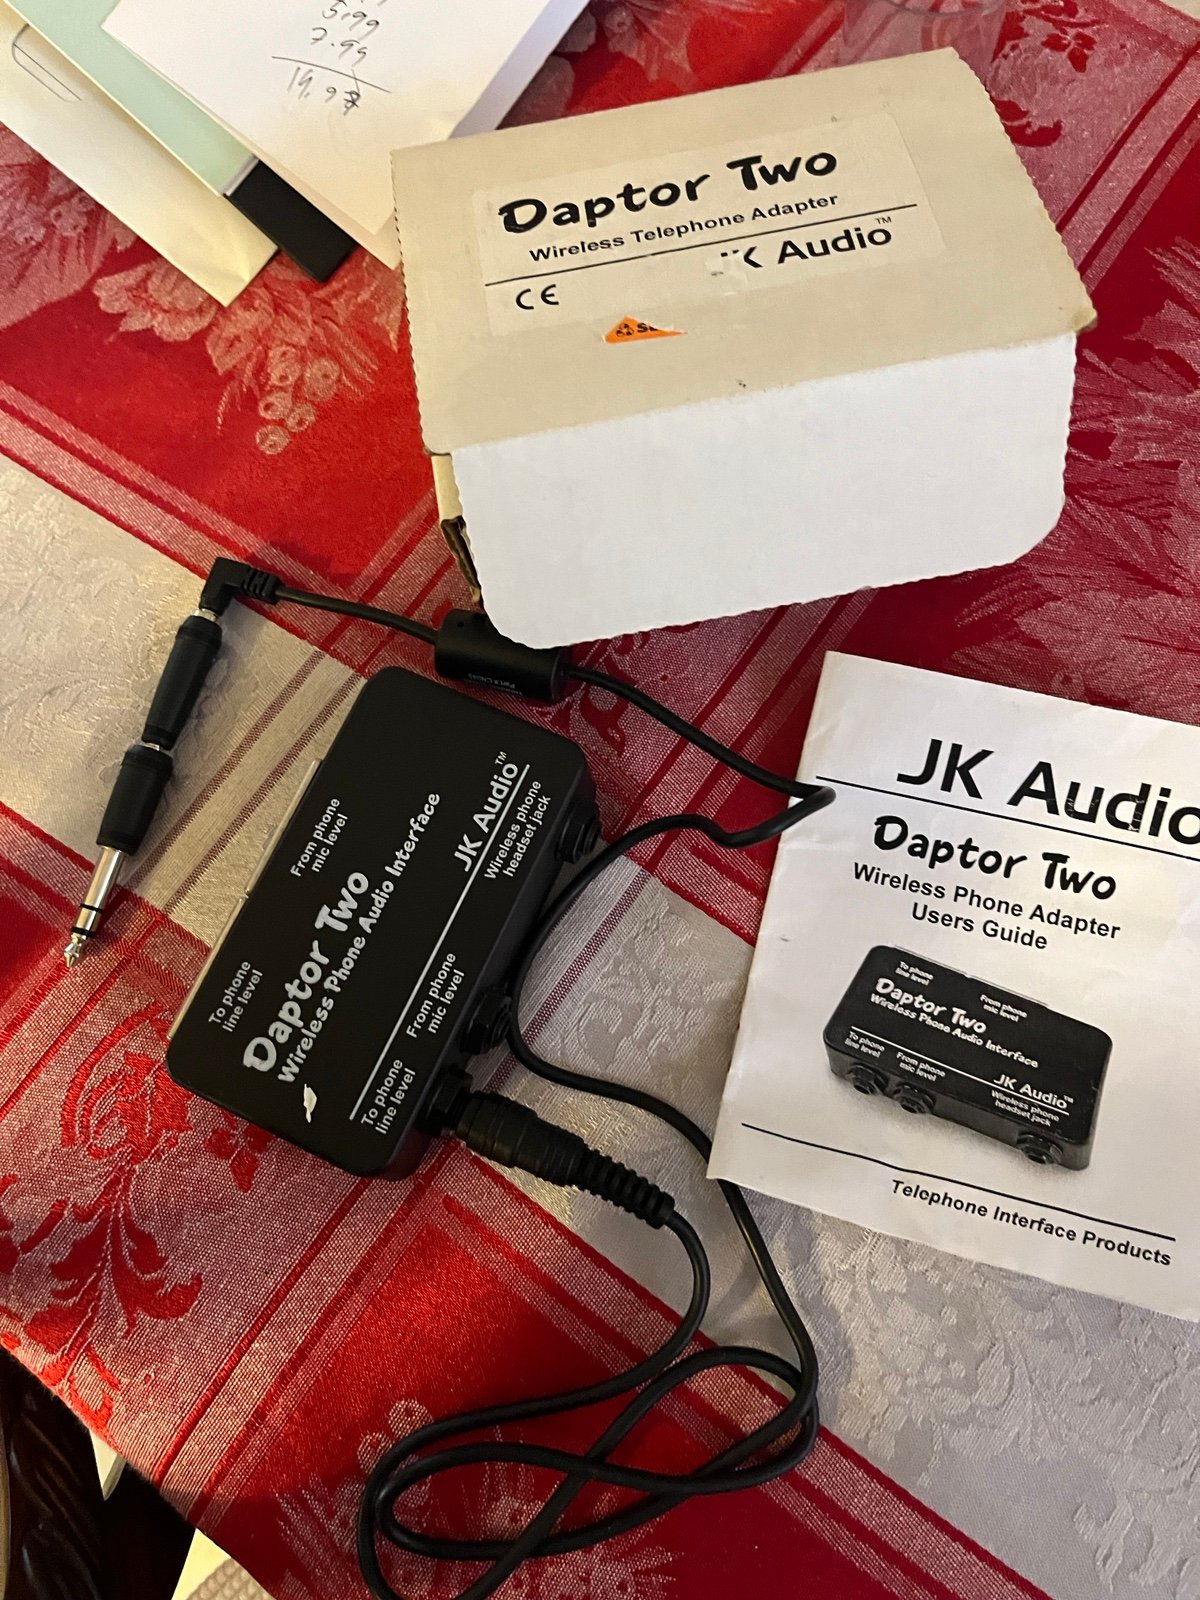 5.99
7.99
19.97
Daptor Two
Wireless Telephone Adapter
JK Audio™
CE
From phone
mic level
To phone
line level
Daptor Two
Wireless Phone Audio Interface
JK Audio™
Wireless phone
headset jack
From phone
mic level
To phone
line level
JK Audio
Daptor Two
Wireless Phone Adapter
Users Guide
To phone
line level
From phone
mic level
Daptor Two
Wireless Phone Audio Interface
To phone
line level
From phone
mic level
JK Audio™
Wireless phone
headset jack
Telephone Interface Products